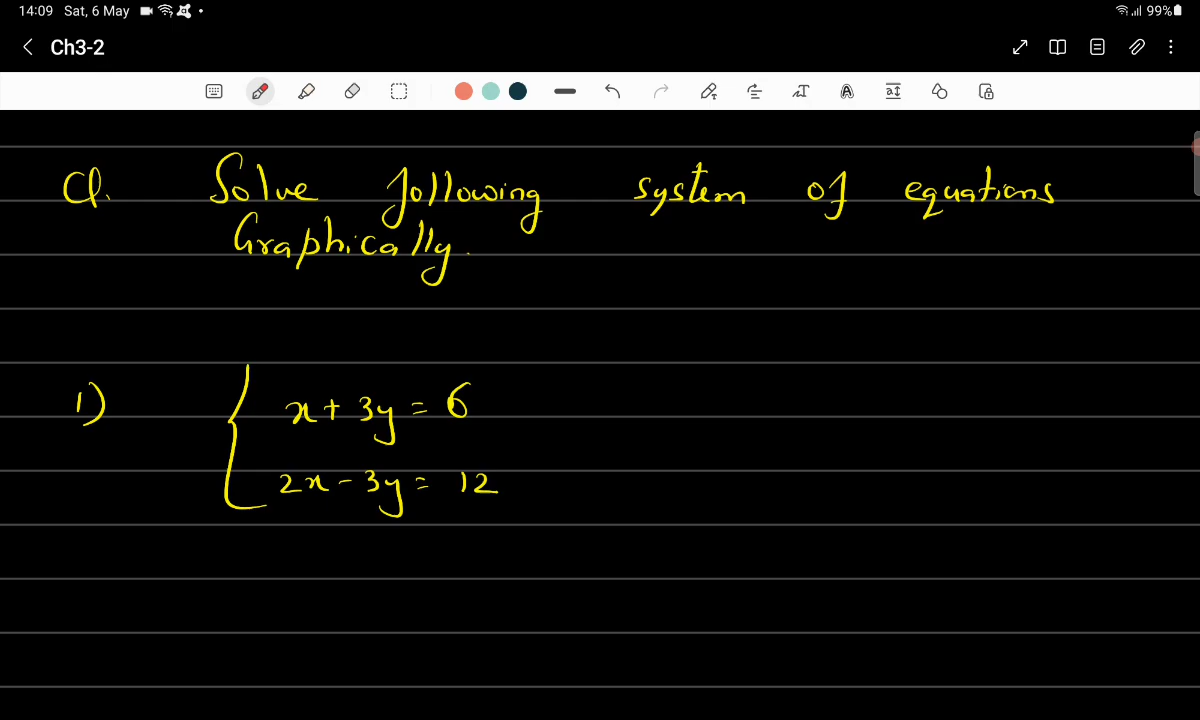 14:09 Sat, 6 May
99%
Ch3-2
Q. Solve following system of equations
Graphically.
1) x + 3y = 6
2x - 3y = 12